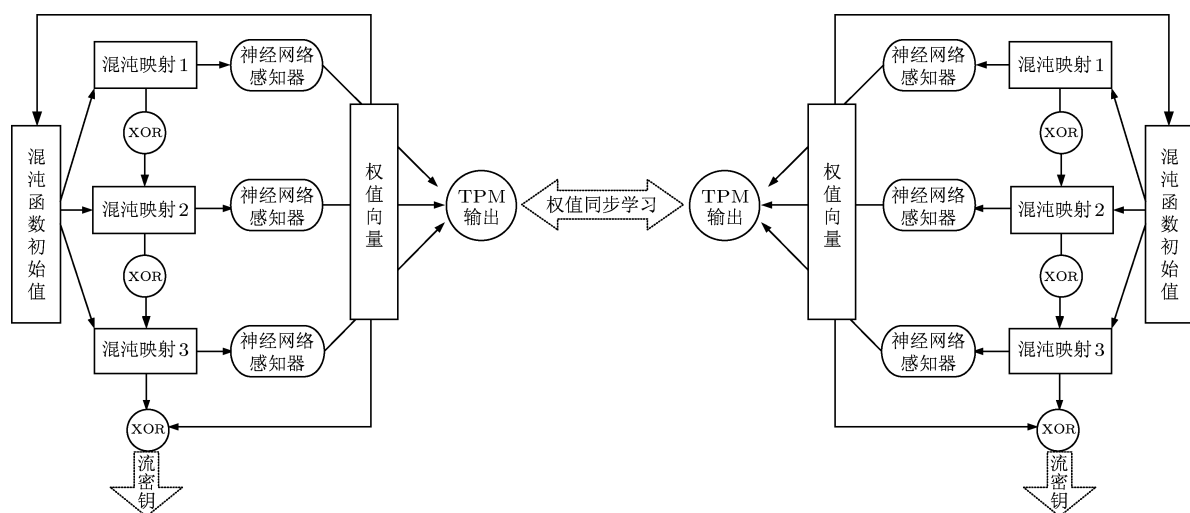 混沌映射1
神经网络
感知器
XOR
混沌函数初始值
混沌映射2
神经网络
感知器
权值向量
TPM
输出
XOR
混沌映射3
神经网络
感知器
XOR
流密钥
权值同步学习
神经网络
感知器
混沌映射1
XOR
TPM
输出
权值向量
神经网络
感知器
混沌映射2
混沌函数初始值
XOR
神经网络
感知器
混沌映射3
XOR
流密钥